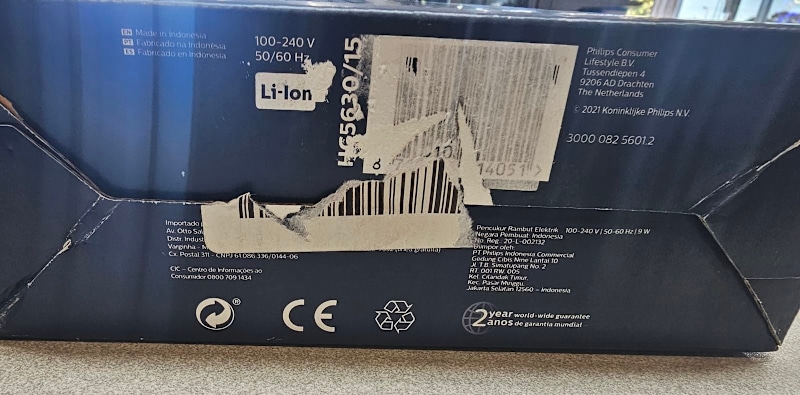 EN Made in Indonesia
PT Fabricado na Indonésia
ES Fabricado en Indonesia
100-240 V
50/60 Hz
Li-Ion
HC5630/15
8
14051 >
Philips Consumer
Lifestyle B.V.
Tussendiepen 4
9206 AD Drachten
The Netherlands
© 2021 Koninklijke Philips N.V.
3000 082 5601.2
Importado
Av. Otto Sal
Distr. Indust
Varginha - M
Cx. Postal 311 - CNPJ 61.086.336/0144-06
CIC – Centro de Informações ao
Consumidor 0800 709 1434
Pencukur Rambut Elektrik 100-240 V | 50-60 Hz | 9 W
Negara Pembuat: Indonesia
No. Reg.: 20-L-002132
Diimpor oleh:
PT Philips Indonesia Commercial
Gedung Cibis Nine Lantai 10
Jl. T.B. Simatupang No. 2
RT. 001 RW. 005
Kel. Cilandak Timur,
Kec. Pasar Minggu,
Jakarta Selatan 12560 – Indonesia
CE
2 year world-wide guarantee
anos de garantia mundial